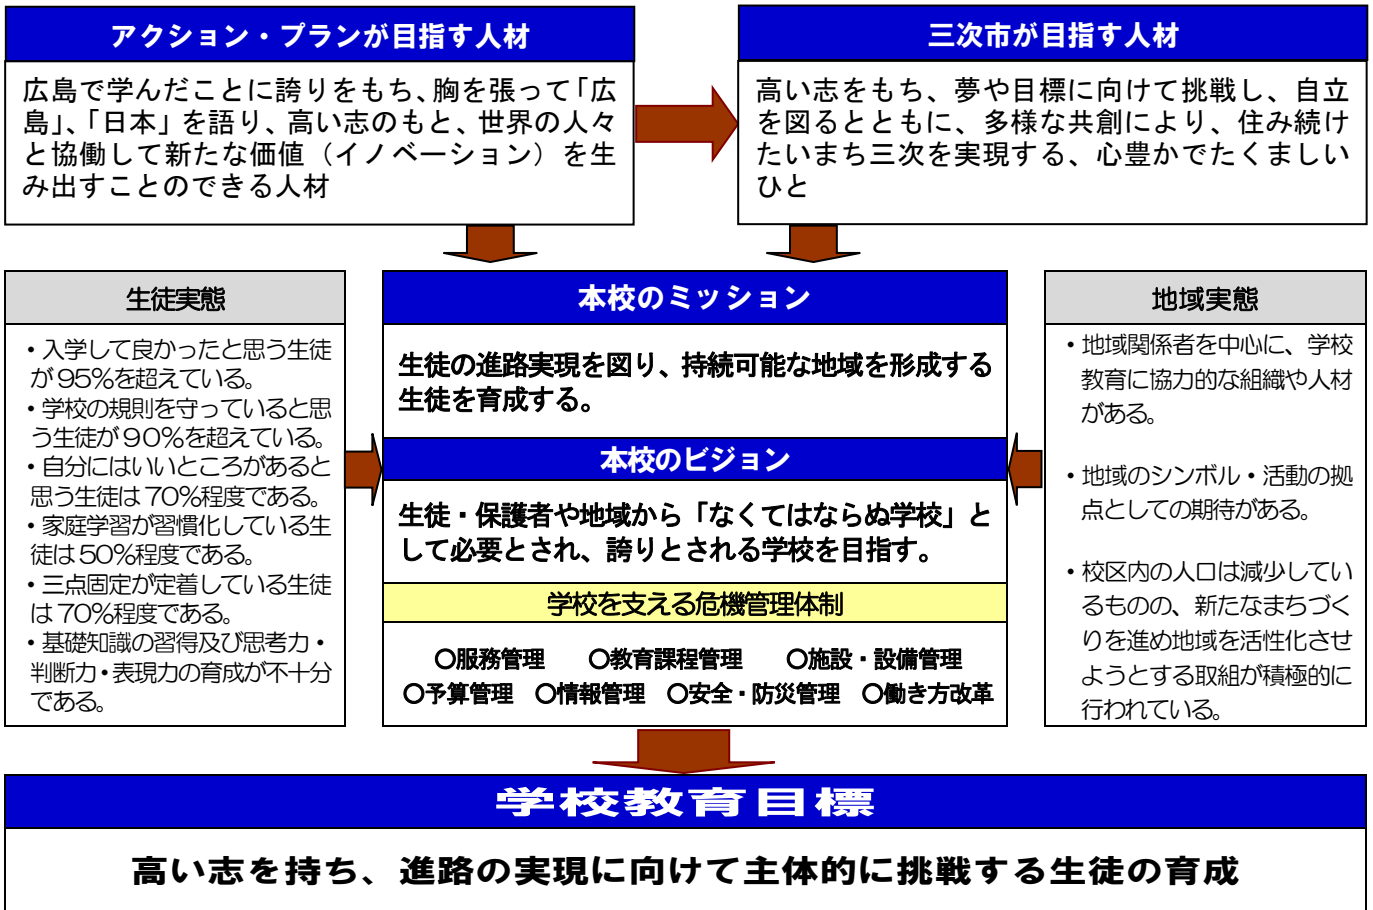 アクション・プランが目指す人材
広島で学んだことに誇りをもち、胸を張って「広
島」、「日本」を語り、高い志のもと、世界の人々
と協働して新たな価値（イノベーション）を生
み出すことのできる人材
三次市が目指す人材
高い志をもち、夢や目標に向けて挑戦し、自立
を図るとともに、多様な共創により、住み続け
たいまち三次を実現する、心豊かでたくましい
ひと
生徒実態
・入学して良かったと思う生徒
が95％を超えている。
・学校の規則を守っていると思
う生徒が90％を超えている。
・自分にはいいところがあると
思う生徒は70％程度である。
・家庭学習が習慣化している生
徒は50％程度である。
・三点固定が定着している生徒
は70％程度である。
・基礎知識の習得及び思考力・
判断力・表現力の育成が不十分
である。
本校のミッション
生徒の進路実現を図り、持続可能な地域を形成する
生徒を育成する。
本校のビジョン
生徒・保護者や地域から「なくてはならぬ学校」と
して必要とされ、誇りとされる学校を目指す。
学校を支える危機管理体制
〇服務管理 〇教育課程管理 〇施設・設備管理
〇予算管理 〇情報管理 〇安全・防災管理 〇働き方改革
地域実態
・地域関係者を中心に、学校
教育に協力的な組織や人材
がある。
・地域のシンボル・活動の拠
点としての期待がある。
・校区内の人口は減少してい
るものの、新たなまちづく
りを進め地域を活性化させ
ようとする取組が積極的に
行われている。
学校教育目標
高い志を持ち、進路の実現に向けて主体的に挑戦する生徒の育成